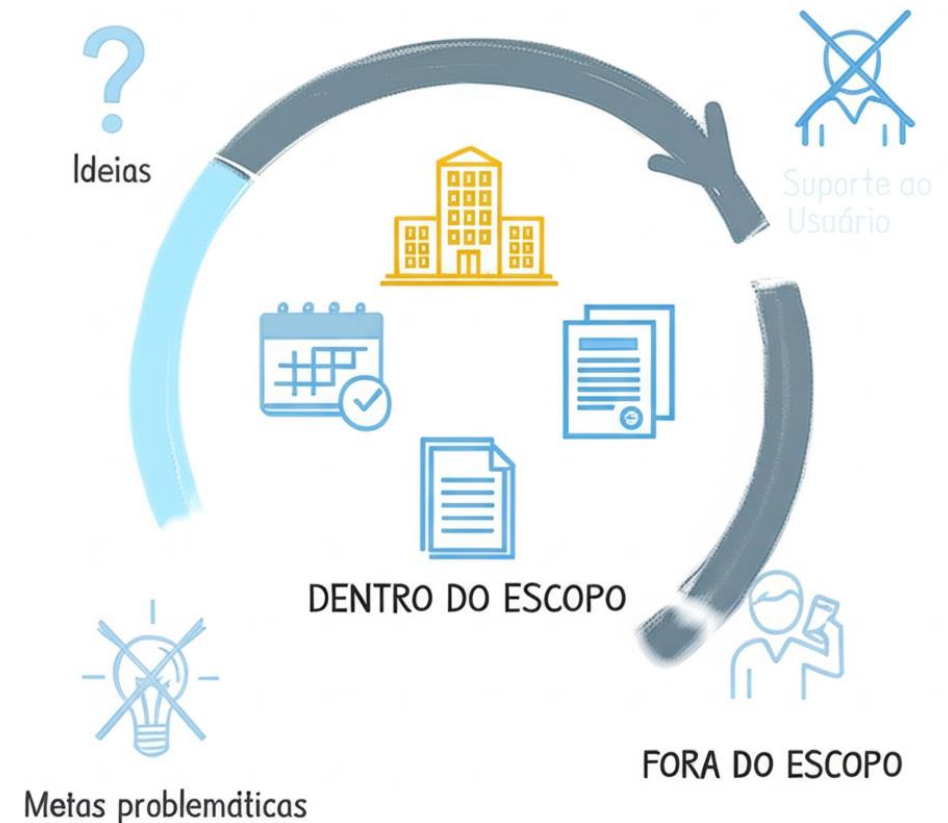 Ideias
Suporte ao
Usuário
DENTRO DO ESCOPO
FORA DO ESCOPO
Metas problemáticas